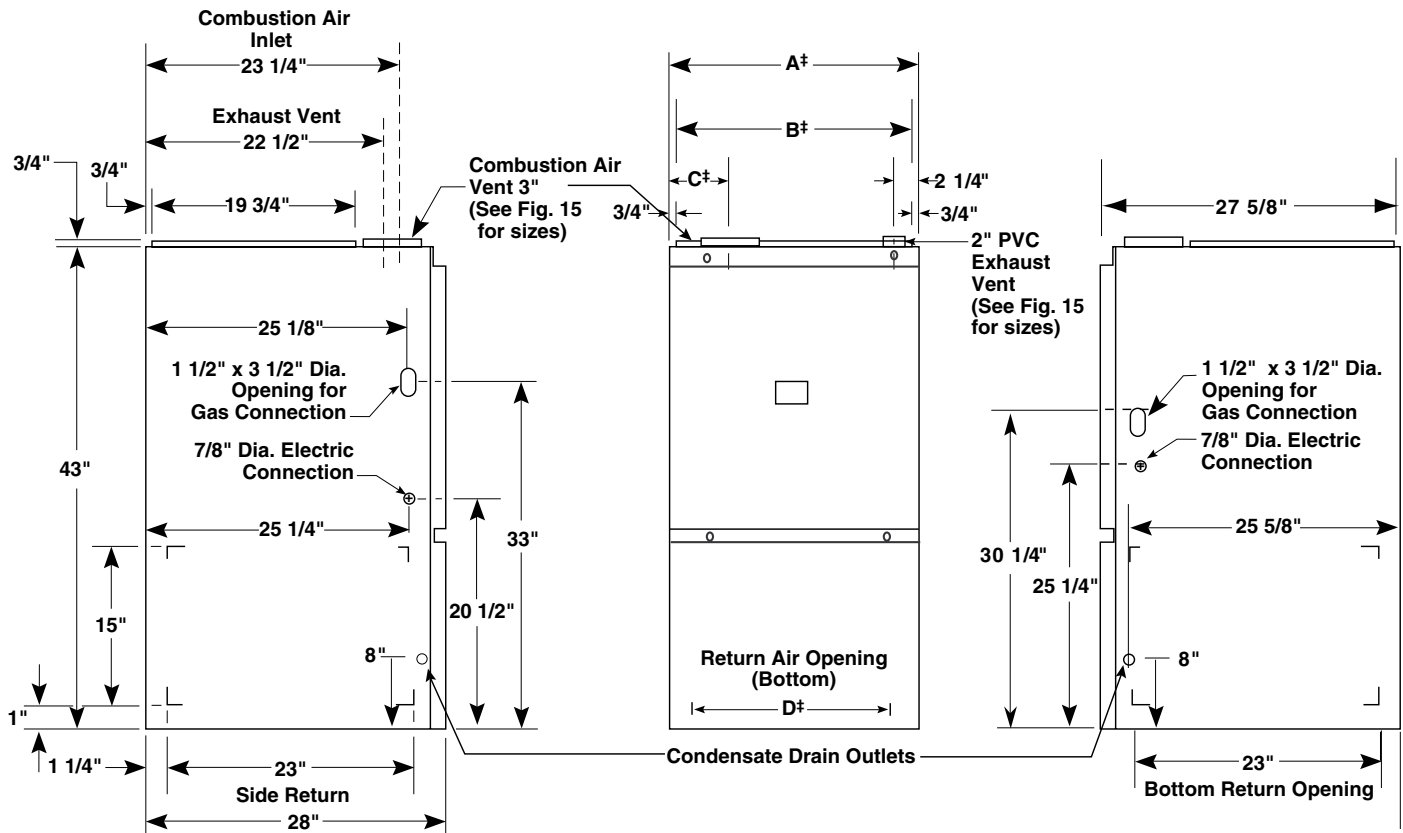 Combustion Air
Inlet
23 1/4"
Exhaust Vent
22 1/2"
3/4"
3/4"
19 3/4"
Combustion Air
Vent 3"
(See Fig. 15
for sizes)
25 1/8"
1 1/2" x 3 1/2" Dia.
Opening for
Gas Connection
7/8" Dia. Electric
Connection
43"
25 1/4"
33"
20 1/2"
15"
8"
1"
1 1/4"
23"
Side Return
28"
A‡
B‡
C‡
2 1/4"
3/4"
3/4"
2" PVC
Exhaust
Vent
(See Fig. 15
for sizes)
Return Air Opening
(Bottom)
D‡
Condensate Drain Outlets
27 5/8"
1 1/2" x 3 1/2" Dia.
Opening for
Gas Connection
7/8" Dia. Electric
Connection
25 5/8"
30 1/4"
25 1/4"
8"
23"
Bottom Return Opening